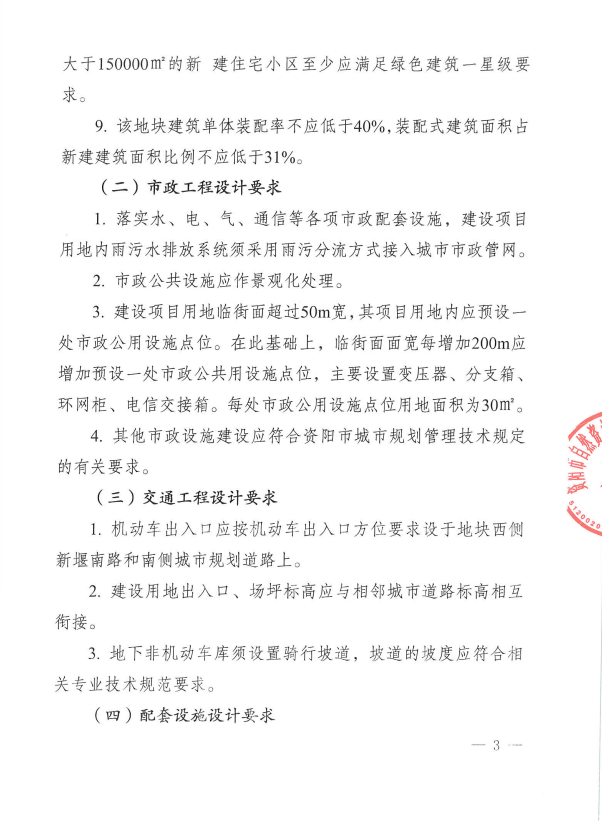 大于150000㎡的新 建住宅小区至少应满足绿色建筑一星级要
求。
9. 该地块建筑单体装配率不应低于40%,装配式建筑面积占
新建建筑面积比例不应低于31%。
（二）市政工程设计要求
1. 落实水、电、气、通信等各项市政配套设施，建设项目
用地内雨污水排放系统须采用雨污分流方式接入城市市政管网。
2. 市政公共设施应作景观化处理。
3. 建设项目用地临街面超过50m宽,其项目用地内应预设一
处市政公用设施点位。在此基础上，临街面面宽每增加200m应
增加预设一处市政公共用设施点位，主要设置变压器、分支箱、
环网柜、电信交接箱。每处市政公用设施点位用地面积为30㎡。
4. 其他市政设施建设应符合资阳市城市规划管理技术规定
的有关要求。
（三）交通工程设计要求
1. 机动车出入口应按机动车出入口方位要求设于地块西侧
新堰南路和南侧城市规划道路上。
2. 建设用地出入口、场坪标高应与相邻城市道路标高相互
衔接。
3. 地下非机动车库须设置骑行坡道，坡道的坡度应符合相
关专业技术规范要求。
（四）配套设施设计要求
— 3 —
资阳市自然资
5120020